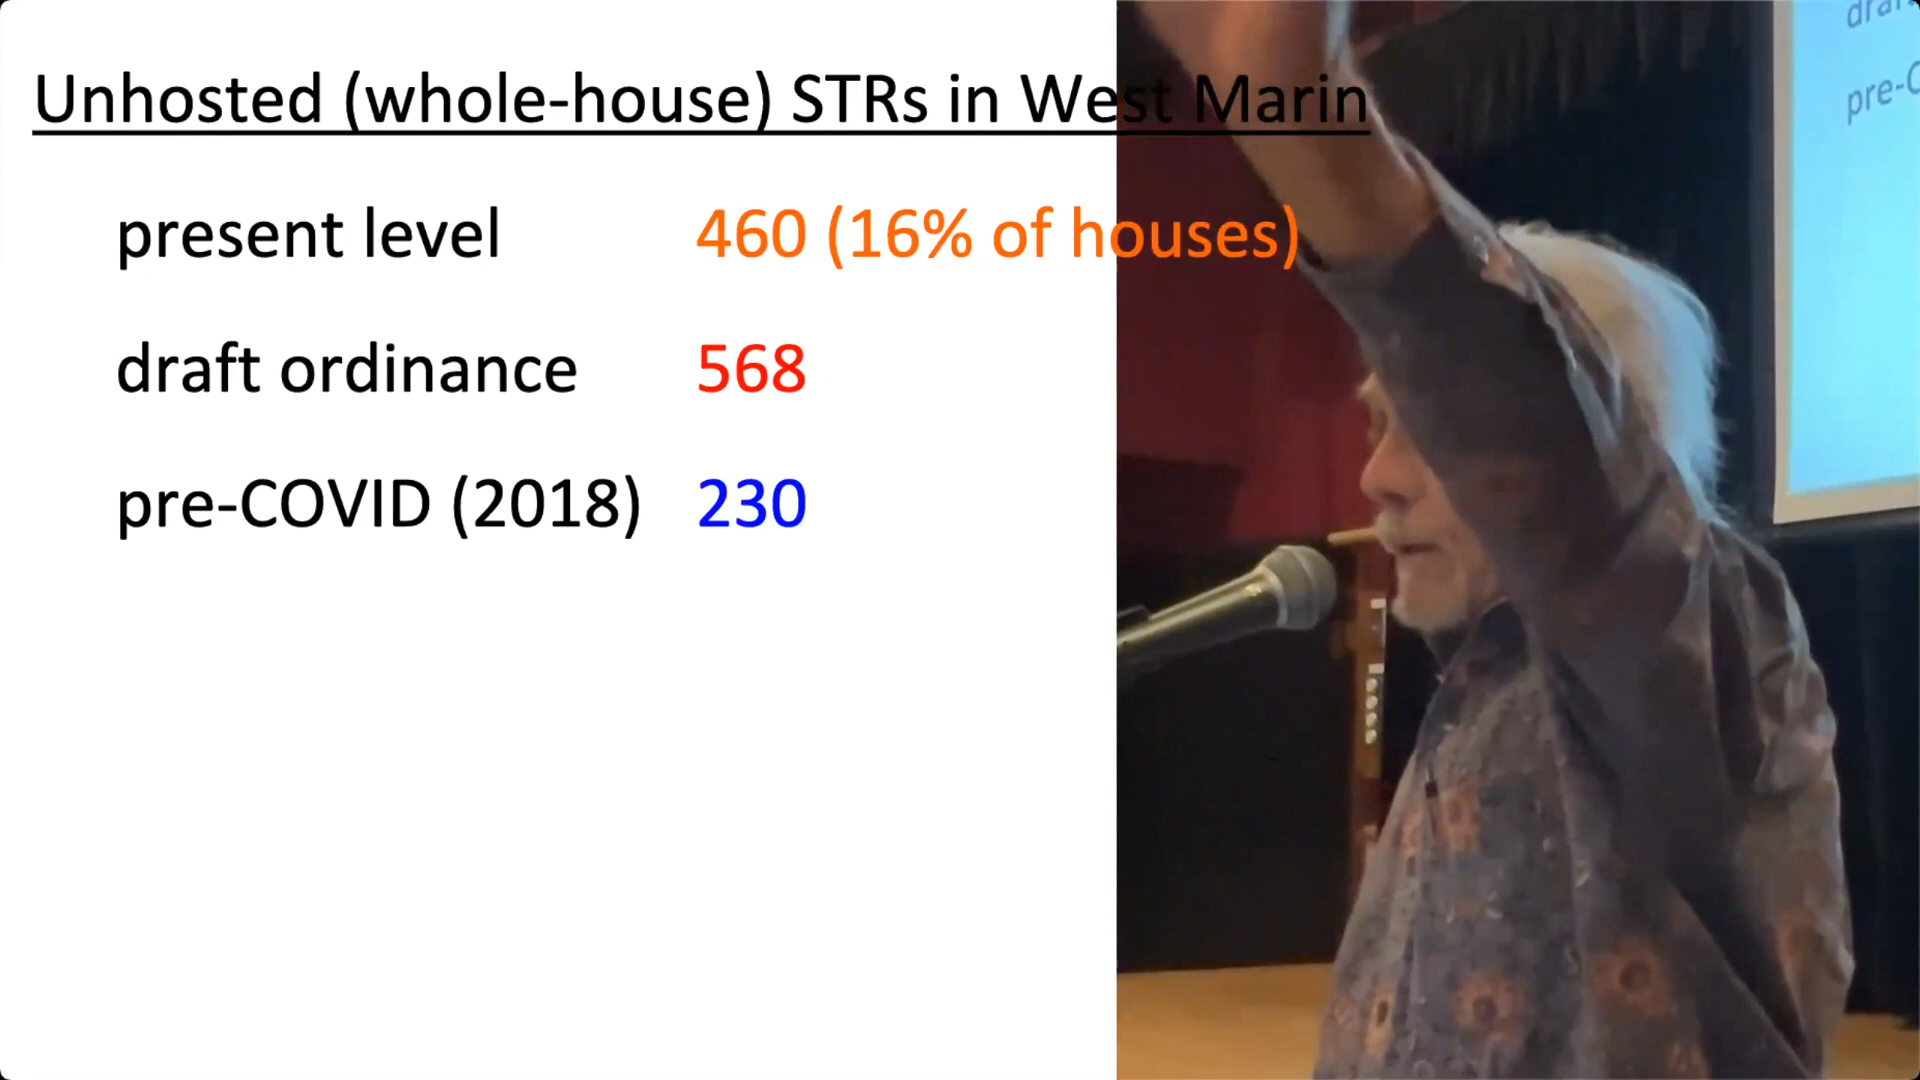 Unhosted (whole-house) STRs in West Marin
present level 460 (16% of houses)
draft ordinance 568
pre-COVID (2018) 230
draf
pre-C